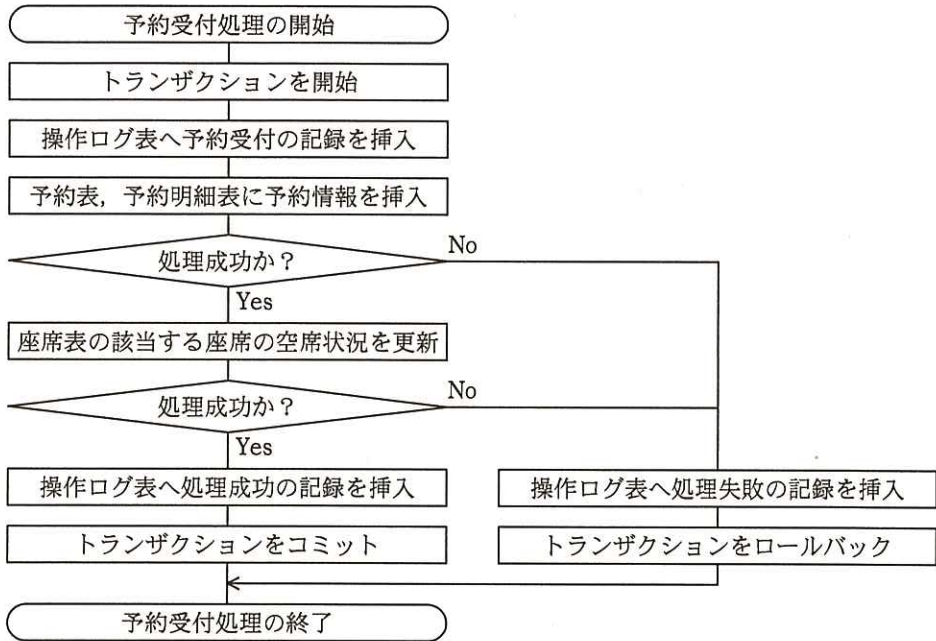 予約受付処理の開始
トランザクションを開始
操作ログ表へ予約受付の記録を挿入
予約表，予約明細表に予約情報を挿入
処理成功か？
No
Yes
座席表の該当する座席の空席状況を更新
処理成功か？
No
Yes
操作ログ表へ処理成功の記録を挿入
操作ログ表へ処理失敗の記録を挿入
トランザクションをコミット
トランザクションをロールバック
予約受付処理の終了